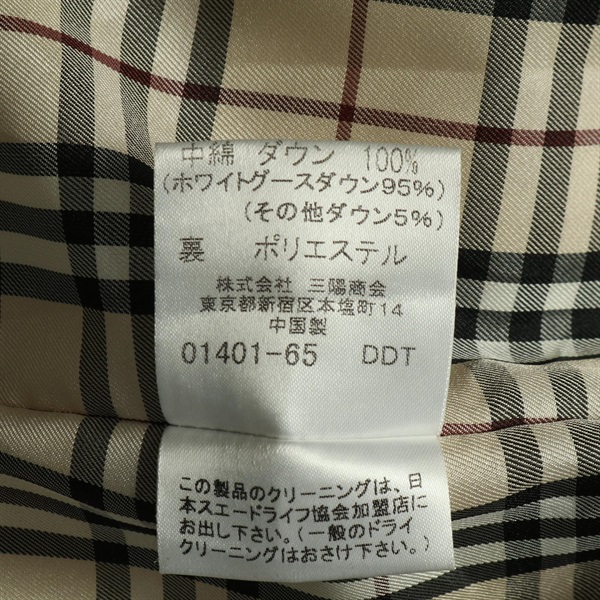 中綿 ダウン 100%
(ホワイトグースダウン95%)
(その他ダウン5%)
裏 ポリエステル
株式会社 三陽商会
東京都新宿区本塩町14
中国製
01401-65 DDT
この製品のクリーニングは、日
本スエードライフ協会加盟店に
お出し下さい。(一般のドライ
クリーニングはおさけ下さい。)